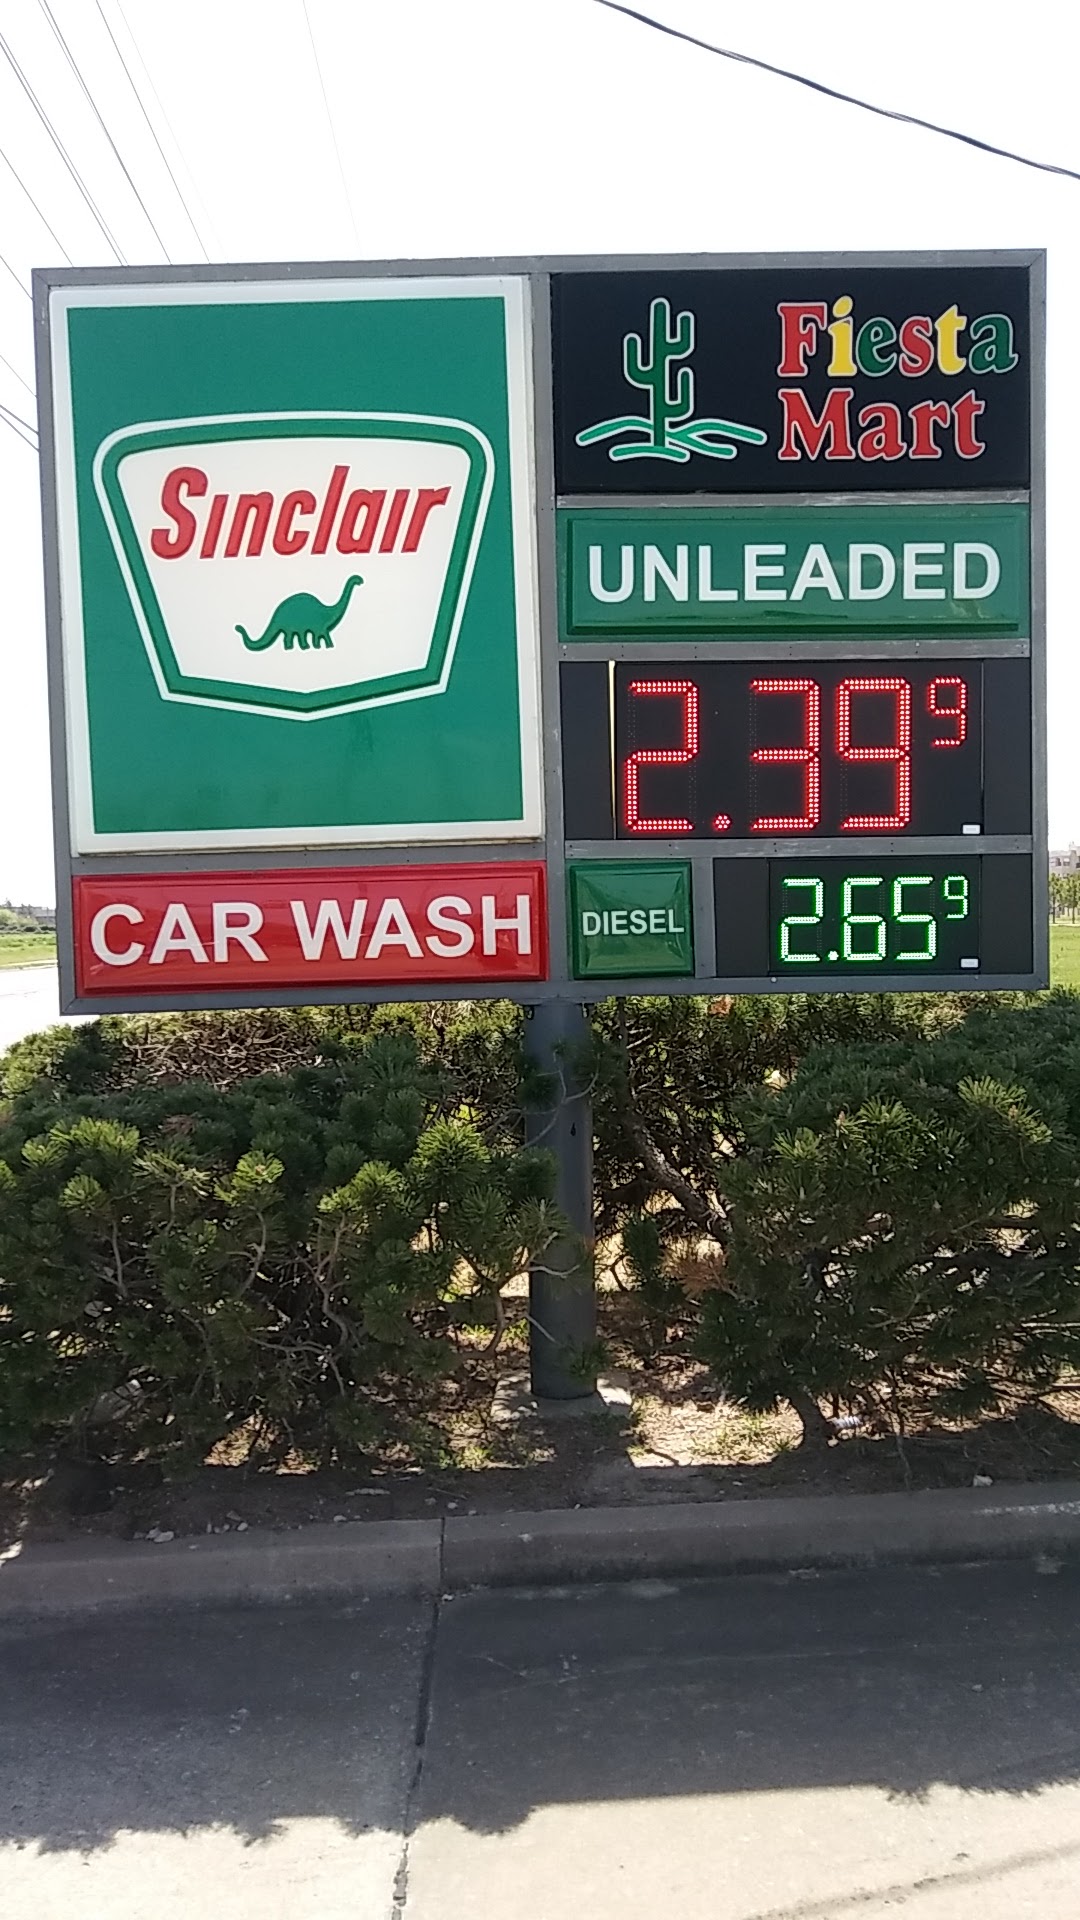 Sinclair
CAR WASH
Fiesta
Mart
UNLEADED
2.39 9
DIESEL
2.65 9